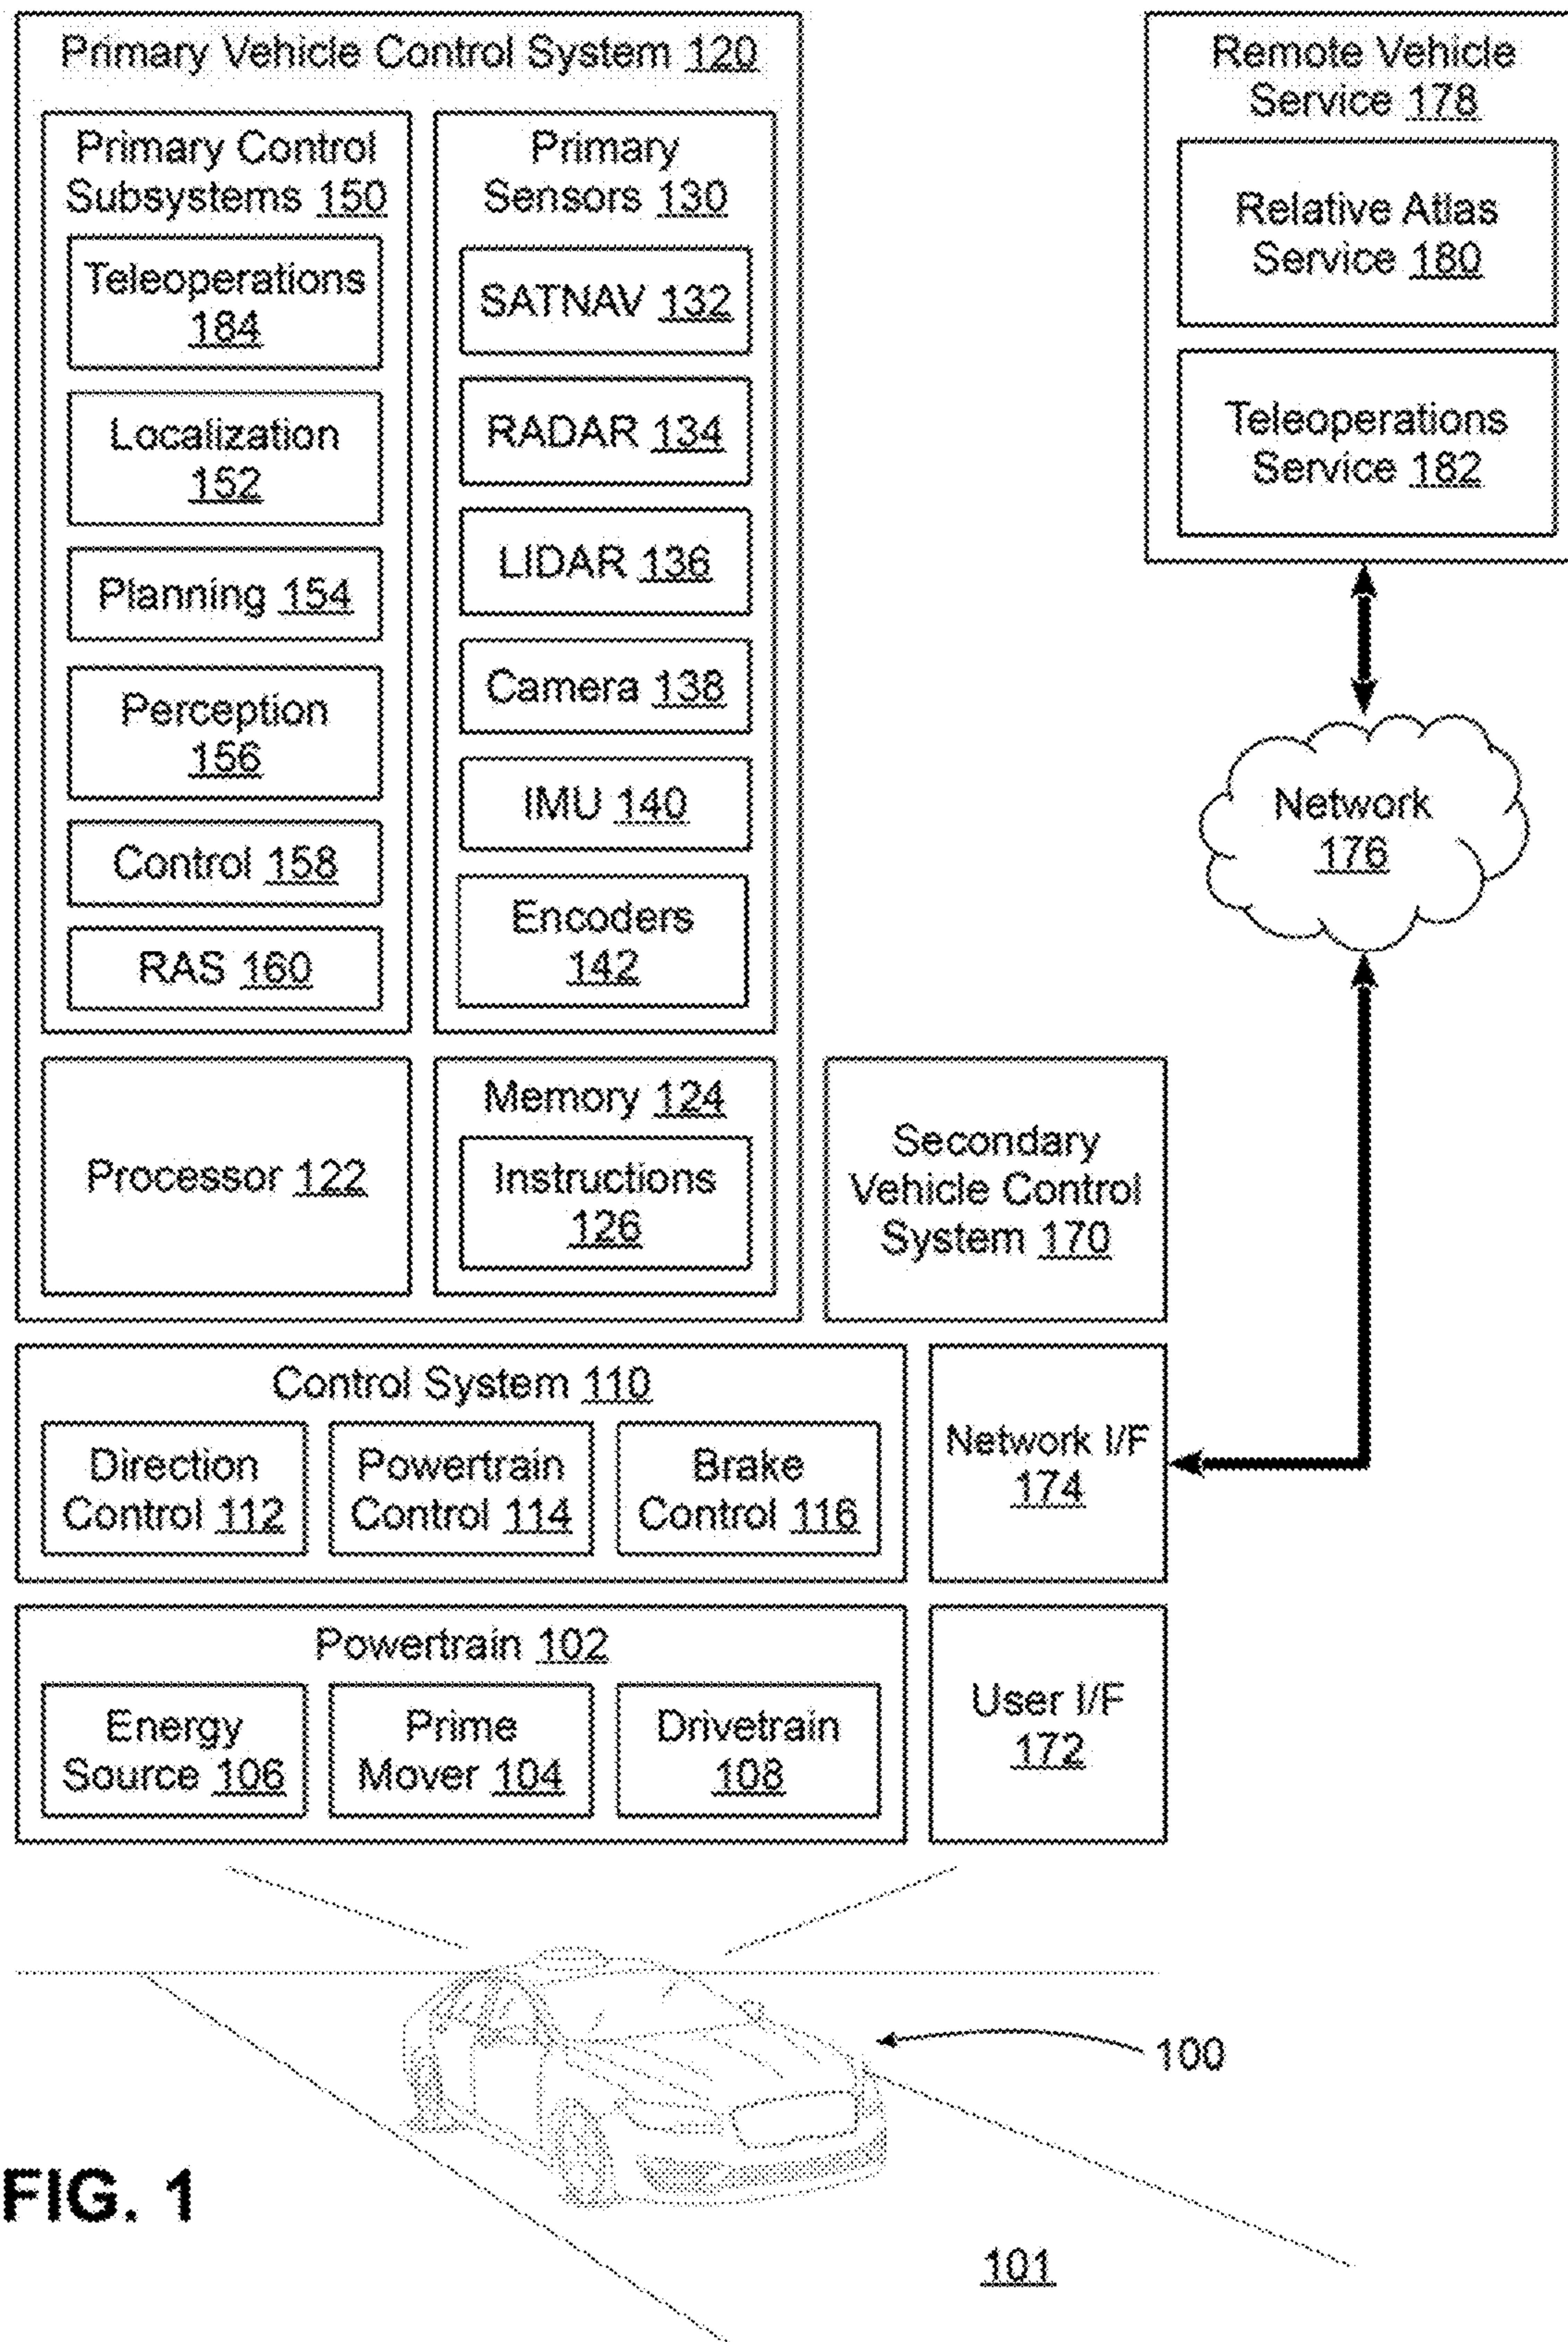 Primary Vehicle Control System 120
Primary Control
Subsystems 150
Teleoperations
184
Localization
152
Planning 154
Perception
156
Control 158
RAS 160
Primary
Sensors 130
SATNAV 132
RADAR 134
LIDAR 136
Camera 138
IMU 140
Encoders
142
Processor 122
Memory 124
Instructions
126
Secondary
Vehicle Control
System 170
Remote Vehicle
Service 178
Relative Atlas
Service 180
Teleoperations
Service 182
Network
176
Control System 110
Direction
Control 112
Powertrain
Control 114
Brake
Control 116
Network I/F
174
Powertrain 102
Energy
Source 106
Prime
Mover 104
Drivetrain
108
User I/F
172
100
101
FIG. 1